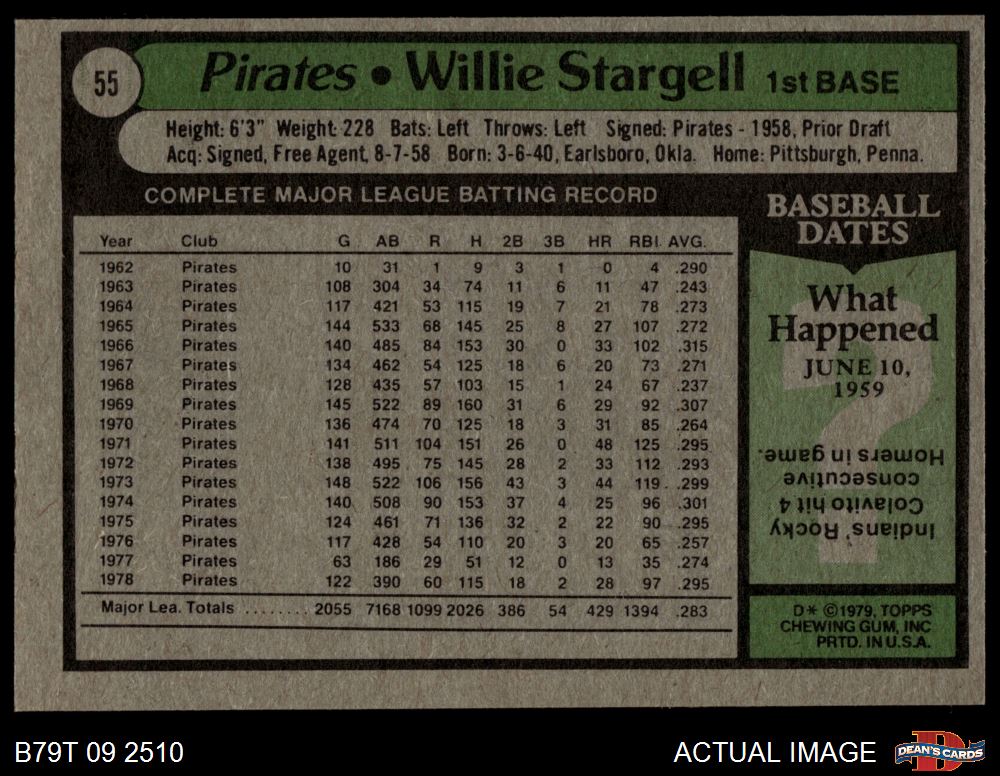 55
Pirates • Willie Stargell 1st BASE
Height: 6'3" Weight: 228 Bats: Left Throws: Left Signed: Pirates - 1958, Prior Draft
Acq: Signed, Free Agent, 8-7-58 Born: 3-6-40, Earlsboro, Okla. Home: Pittsburgh, Penna.
COMPLETE MAJOR LEAGUE BATTING RECORD
Year Club G AB R H 2B 3B HR RBI AVG.
1962 Pirates 10 31 1 9 3 1 0 4 .290
1963 Pirates 108 304 34 74 11 6 11 47 .243
1964 Pirates 117 421 53 115 19 7 21 78 .273
1965 Pirates 144 533 68 145 25 8 27 107 .272
1966 Pirates 140 485 84 153 30 0 33 102 .315
1967 Pirates 134 462 54 125 18 6 20 73 .271
1968 Pirates 128 435 57 103 15 1 24 67 .237
1969 Pirates 145 522 89 160 31 6 29 92 .307
1970 Pirates 136 474 70 125 18 3 31 85 .264
1971 Pirates 141 511 104 151 26 0 48 125 .295
1972 Pirates 138 495 75 145 28 2 33 112 .293
1973 Pirates 148 522 106 156 43 3 44 119 .299
1974 Pirates 140 508 90 153 37 4 25 96 .301
1975 Pirates 124 461 71 136 32 2 22 90 .295
1976 Pirates 117 428 54 110 20 3 20 65 .257
1977 Pirates 63 186 29 51 12 0 13 35 .274
1978 Pirates 122 390 60 115 18 2 28 97 .295
Major Lea. Totals ........ 2055 7168 1099 2026 386 54 429 1394 .283
BASEBALL
DATES
What
Happened
JUNE 10,
1959
?
Indians' Rocky
Colavito hit 4
consecutive
Homers in game.
D* ©1979, TOPPS
CHEWING GUM, INC
PRTD. IN U.S.A.
B79T 09 2510
ACTUAL IMAGE
D
DEAN'S CARDS